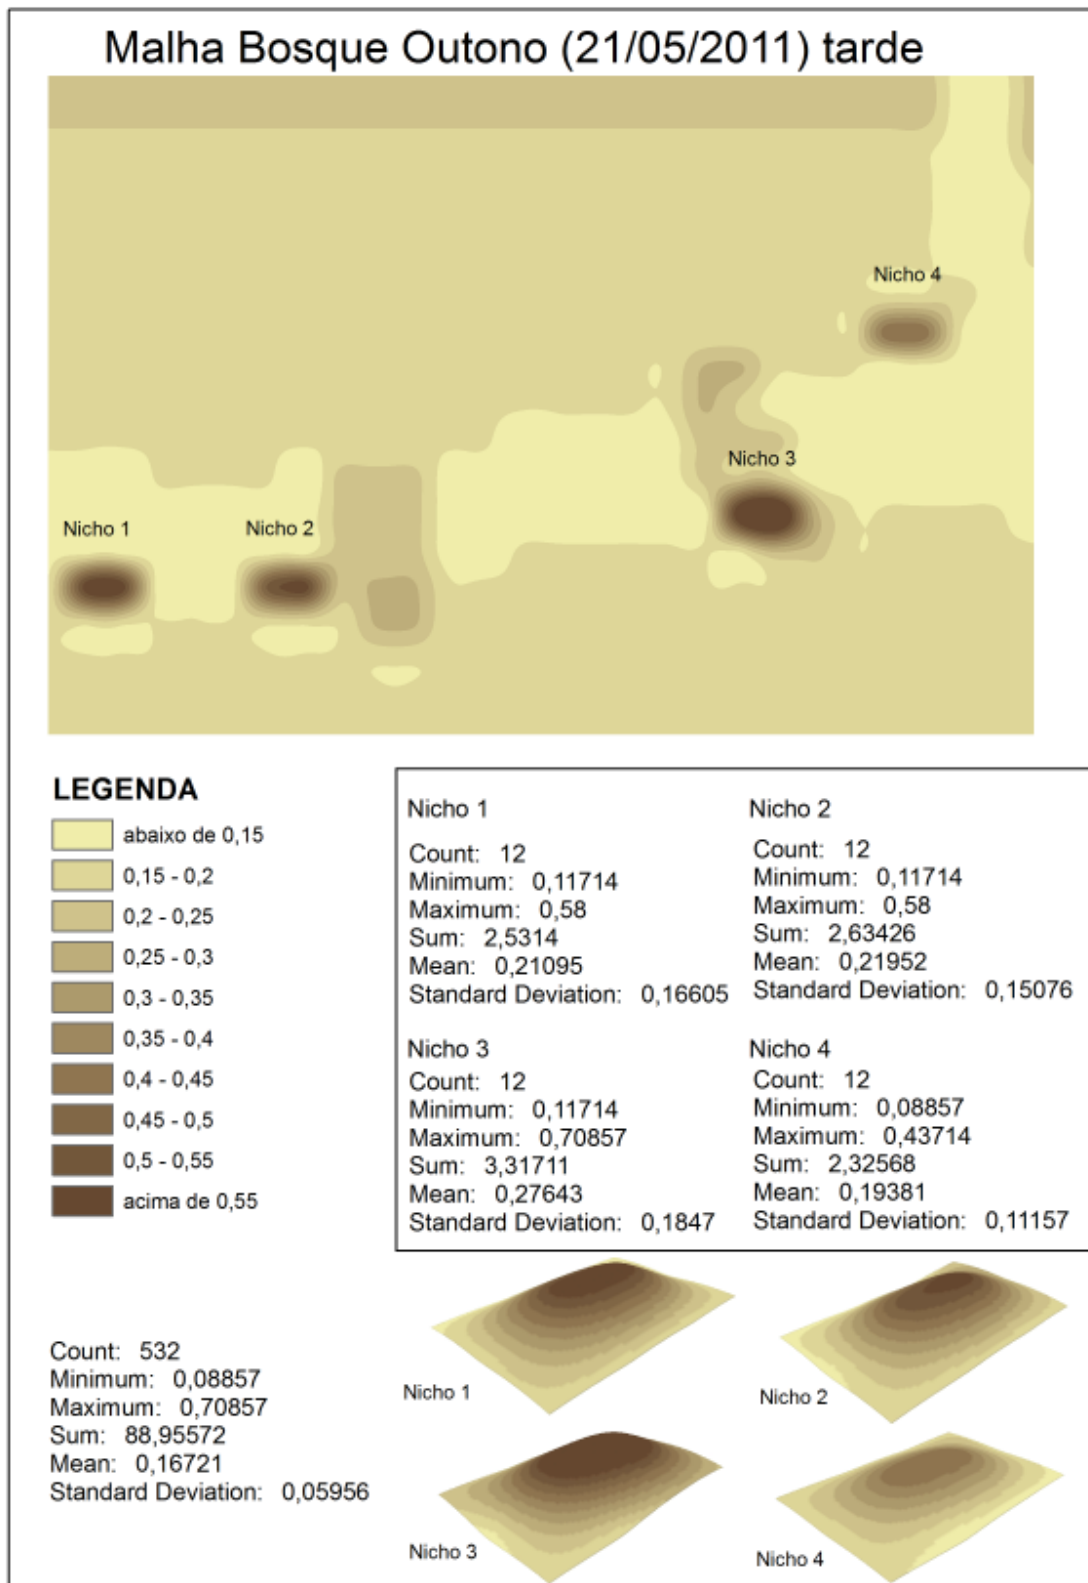 Malha Bosque Outono (21/05/2011) tarde
Nicho 4
Nicho 3
Nicho 1
Nicho 2
LEGENDA
abaixo de 0,15
0,15 - 0,2
0,2 - 0,25
0,25 - 0,3
0,3 - 0,35
0,35 - 0,4
0,4 - 0,45
0,45 - 0,5
0,5 - 0,55
acima de 0,55
Nicho 1
Count: 12
Minimum: 0,11714
Maximum: 0,58
Sum: 2,5314
Mean: 0,21095
Standard Deviation: 0,16605
Nicho 2
Count: 12
Minimum: 0,11714
Maximum: 0,58
Sum: 2,63426
Mean: 0,21952
Standard Deviation: 0,15076
Nicho 3
Count: 12
Minimum: 0,11714
Maximum: 0,70857
Sum: 3,31711
Mean: 0,27643
Standard Deviation: 0,1847
Nicho 4
Count: 12
Minimum: 0,08857
Maximum: 0,43714
Sum: 2,32568
Mean: 0,19381
Standard Deviation: 0,11157
Count: 532
Minimum: 0,08857
Maximum: 0,70857
Sum: 88,95572
Mean: 0,16721
Standard Deviation: 0,05956
Nicho 1
Nicho 2
Nicho 3
Nicho 4